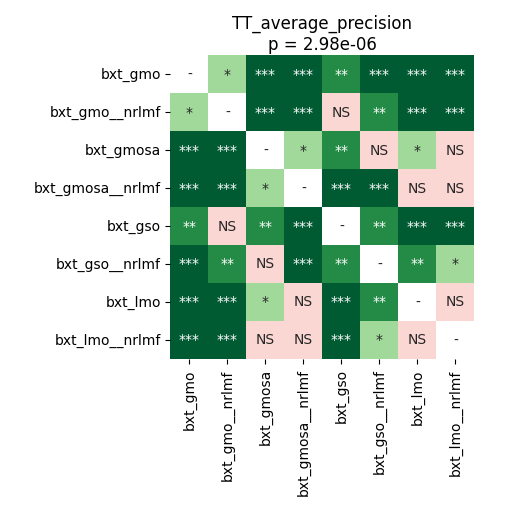 TT_average_precision
p = 2.98e-06
bxt_gmo - * *** *** ** *** *** ***
bxt_gmo__nrlmf * - *** *** NS ** *** ***
bxt_gmosa *** *** - * ** NS * NS
bxt_gmosa__nrlmf *** *** * - *** *** NS NS
bxt_gso ** NS ** *** - ** *** ***
bxt_gso__nrlmf *** ** NS *** ** - ** *
bxt_lmo *** *** * NS *** ** - NS
bxt_lmo__nrlmf *** *** NS NS *** * NS -
bxt_gmo
bxt_gmo__nrlmf
bxt_gmosa
bxt_gmosa__nrlmf
bxt_gso
bxt_gso__nrlmf
bxt_lmo
bxt_lmo__nrlmf